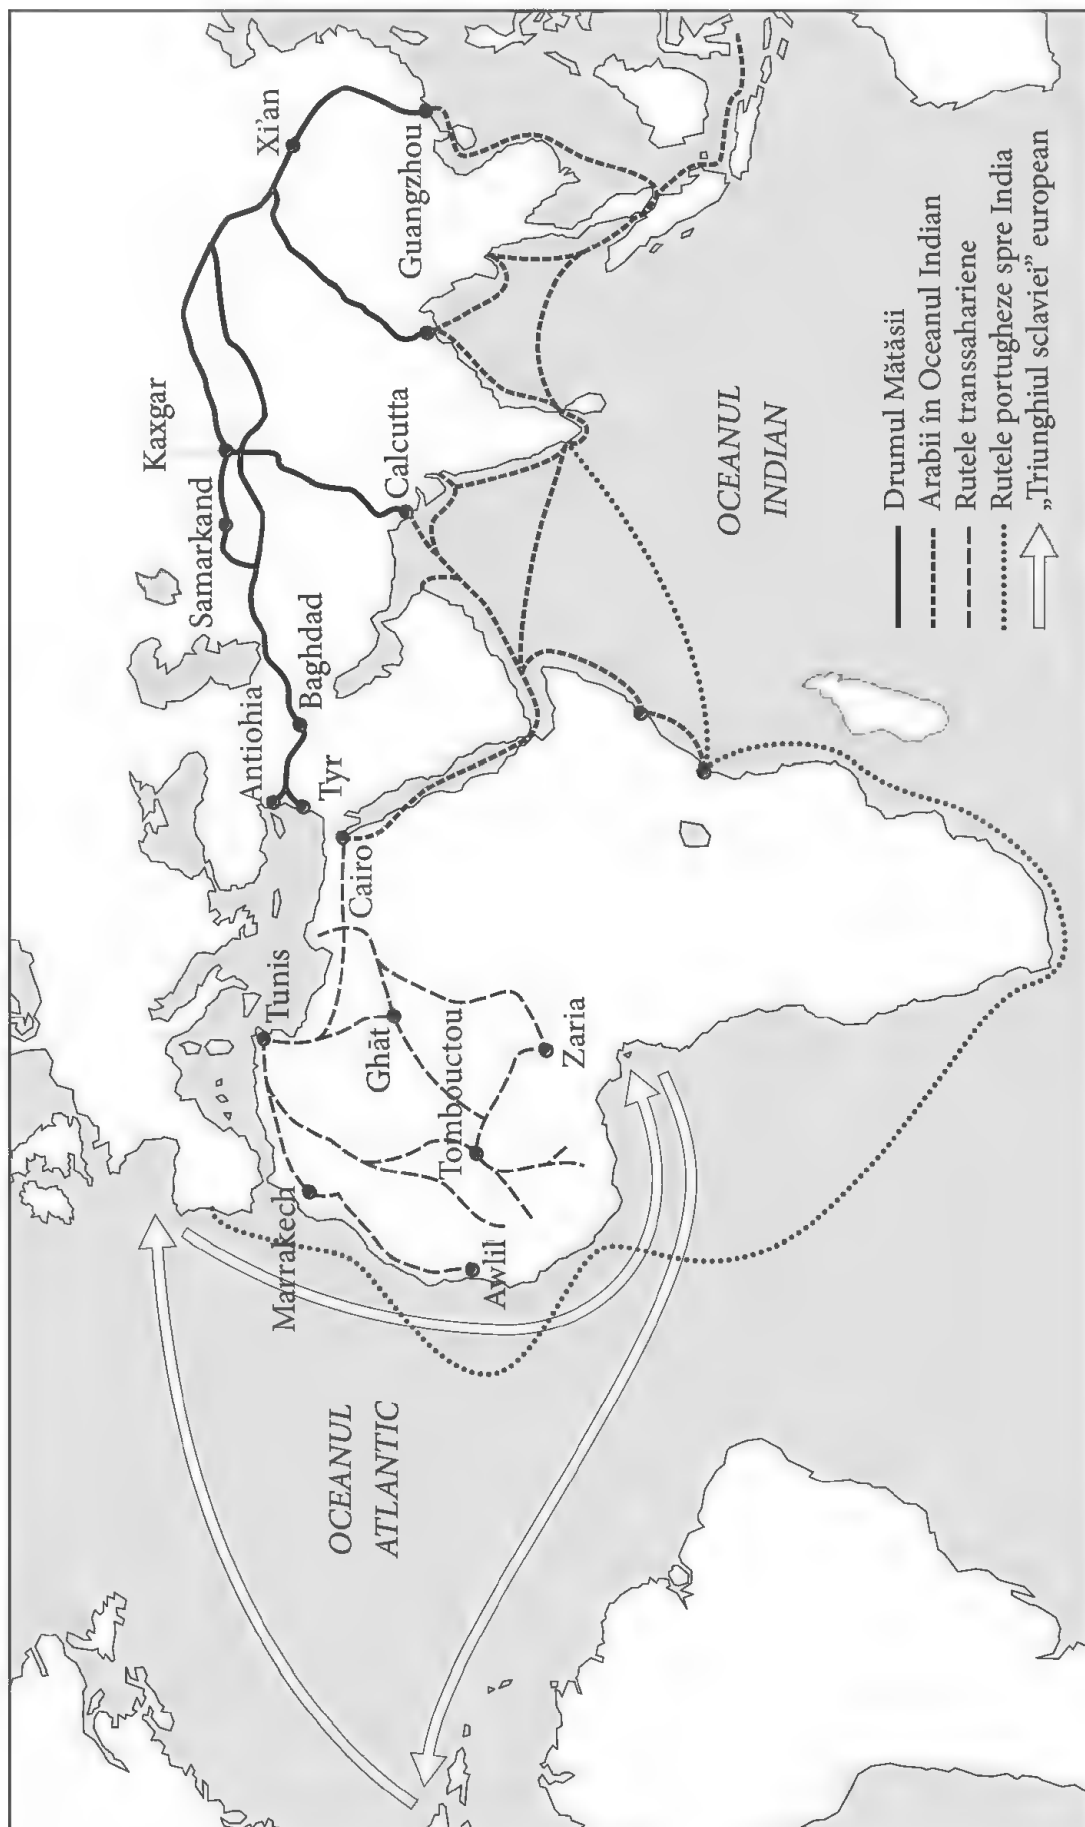 Xi'an
Kaxgar
Samarkand
Guangzhou
Antiohia
Baghdad
Tyr
Calcutta
Tunis
Cairo
Marrakech
Ghāt
Tombouctou
Zaria
Awlil
OCEANUL
ATLANTIC
OCEANUL
INDIAN
Drumul Mătăsii
Arabii în Oceanul Indian
Rutele transsahariene
Rutele portugheze spre India
„Triunghiul sclaviei” european